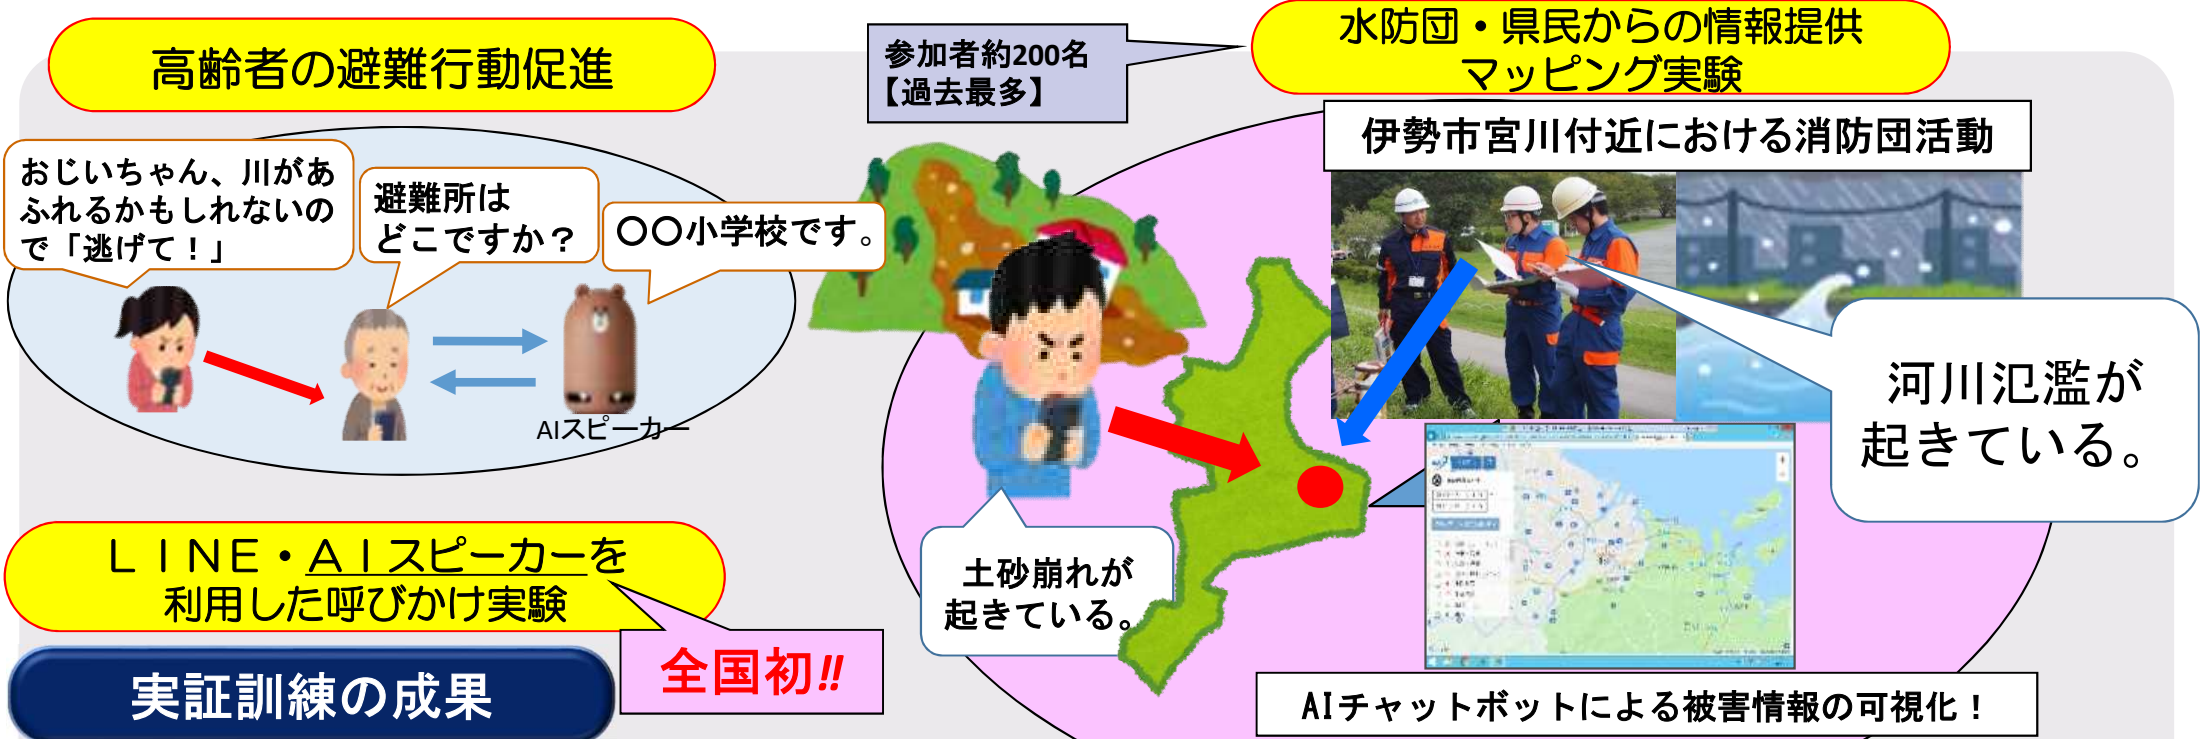 高齢者の避難行動促進
おじいちゃん、川があ
ふれるかもしれないの
で「逃げて！」
避難所は
どこですか？
〇〇小学校です。
AIスピーカー
ＬＩＮＥ・ＡＩスピーカーを
利用した呼びかけ実験
全国初!!
実証訓練の成果
参加者約200名
【過去最多】
水防団・県民からの情報提供
マッピング実験
伊勢市宮川付近における消防団活動
河川氾濫が
起きている。
土砂崩れが
起きている。
AIチャットボットによる被害情報の可視化！